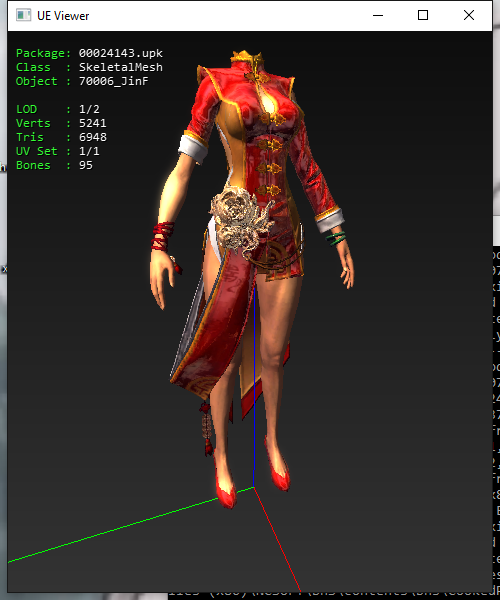 UE Viewer
Package: 00024143.upk
Class : SkeletalMesh
Object : 70006_JinF
LOD : 1/2
Verts : 5241
Tris : 6948
UV Set : 1/1
Bones : 95